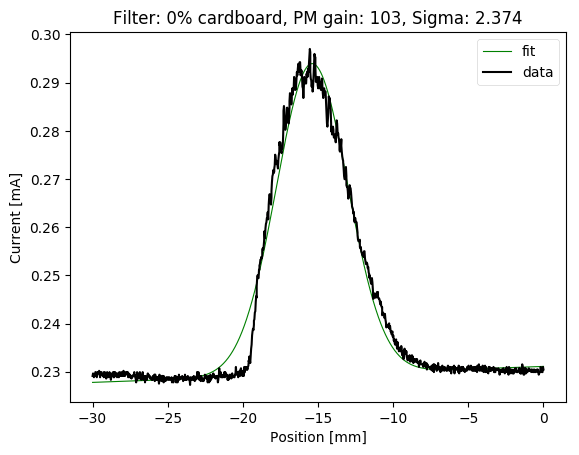 Filter: 0% cardboard, PM gain: 103, Sigma: 2.374
fit
data
0.30
0.29
0.28
0.27
0.26
0.25
0.24
0.23
Current [mA]
−30 −25 −20 −15 −10 −5 0
Position [mm]